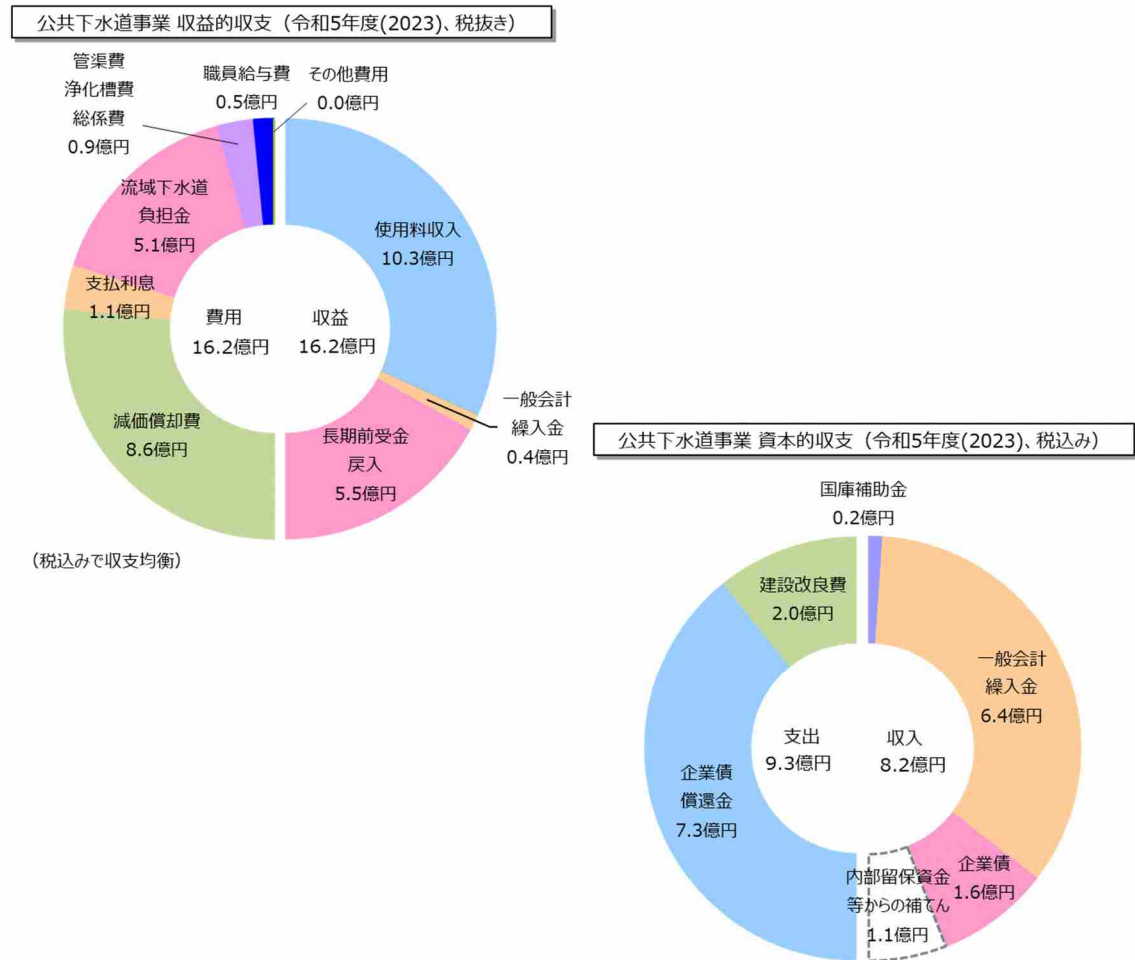 公共下水道事業 収益的収支（令和5年度(2023)、税抜き）
管渠費
浄化槽費
総係費
0.9億円
職員給与費
0.5億円
その他費用
0.0億円
流域下水道
負担金
5.1億円
支払利息
1.1億円
減価償却費
8.6億円
費用
16.2億円
収益
16.2億円
使用料収入
10.3億円
一般会計
繰入金
0.4億円
長期前受金
戻入
5.5億円
（税込みで収支均衡）
公共下水道事業 資本的収支（令和5年度(2023)、税込み）
国庫補助金
0.2億円
建設改良費
2.0億円
一般会計
繰入金
6.4億円
支出
9.3億円
収入
8.2億円
企業債
償還金
7.3億円
企業債
1.6億円
内部留保資金
等からの補てん
1.1億円